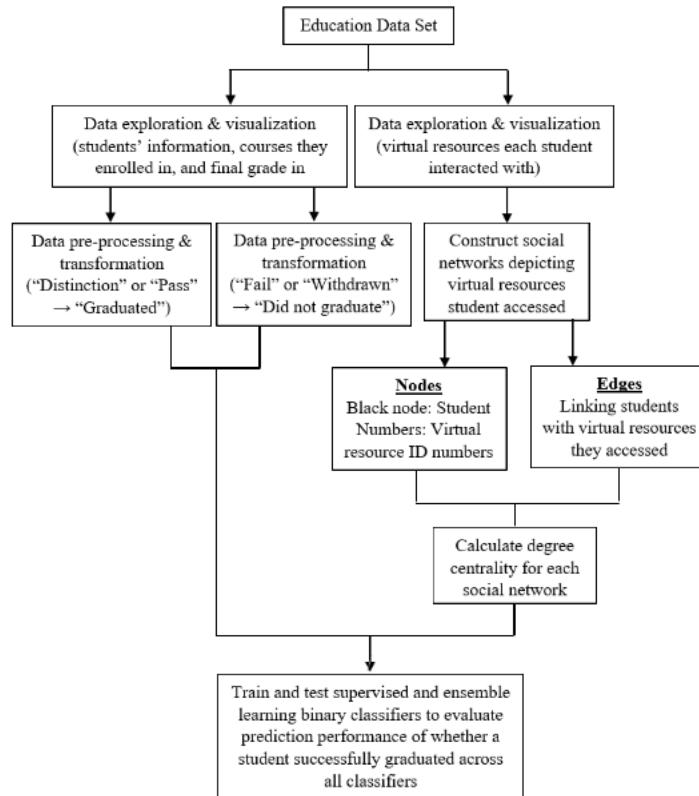 Education Data Set
Data exploration & visualization
(students' information, courses they
enrolled in, and final grade in
Data exploration & visualization
(virtual resources each student
interacted with)
Data pre-processing &
transformation
("Distinction" or "Pass"
→ "Graduated")
Data pre-processing &
transformation
("Fail" or "Withdrawn"
→ "Did not graduate")
Construct social
networks depicting
virtual resources
student accessed
Nodes
Black node: Student
Numbers: Virtual
resource ID numbers
Edges
Linking students
with virtual resources
they accessed
Calculate degree
centrality for each
social network
Train and test supervised and ensemble
learning binary classifiers to evaluate
prediction performance of whether a
student successfully graduated across
all classifiers